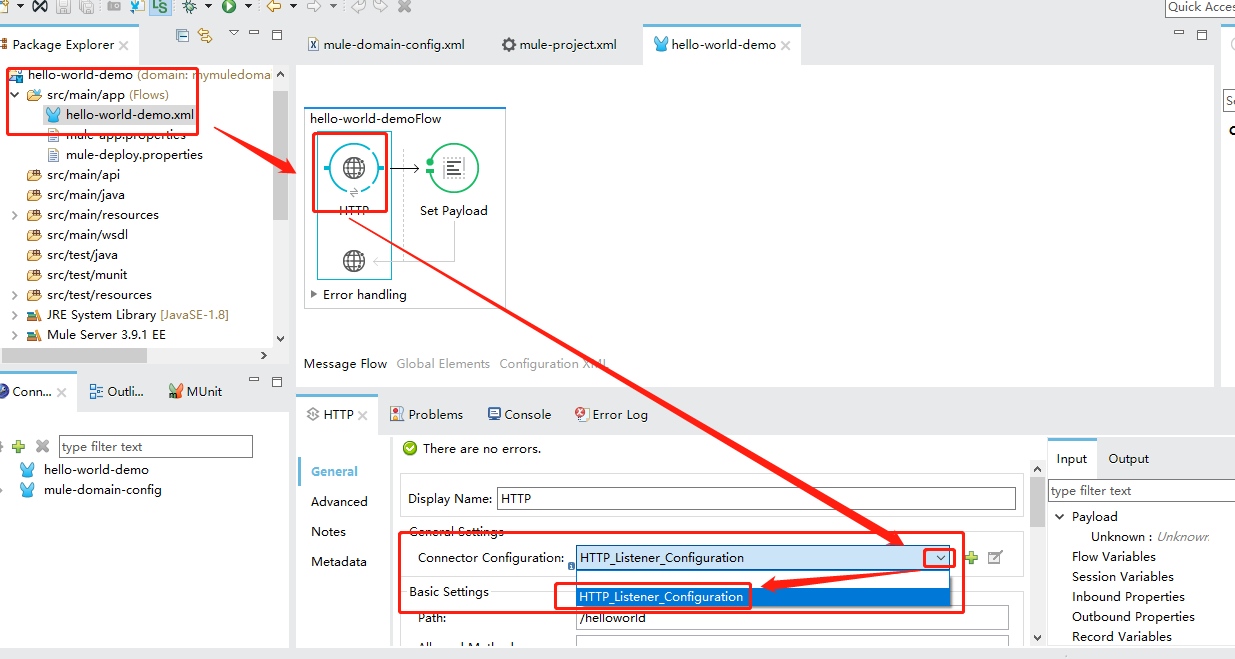 Quick Acces
LS
Package Explorer
mule-domain-config.xml
mule-project.xml
hello-world-demo
hello-world-demo (domain: mymuledoma
src/main/app (Flows)
hello-world-demo.xml
mule-app.properties
mule-deploy.properties
src/main/api
src/main/java
src/main/resources
src/main/wsdl
src/test/java
src/test/munit
src/test/resources
JRE System Library [JavaSE-1.8]
Mule Server 3.9.1 EE
hello-world-demoFlow
HTTP
Set Payload
Error handling
Message Flow
Global Elements
Configuration XML
Conn...
Outli...
MUnit
type filter text
hello-world-demo
mule-domain-config
HTTP
Problems
Console
Error Log
There are no errors.
General
Advanced
Notes
Metadata
Display Name: HTTP
General Settings
Connector Configuration: HTTP_Listener_Configuration
HTTP_Listener_Configuration
Basic Settings
Path: /helloworld
Input
Output
type filter text
Payload
Unknown : Unknown
Flow Variables
Session Variables
Inbound Properties
Outbound Properties
Record Variables